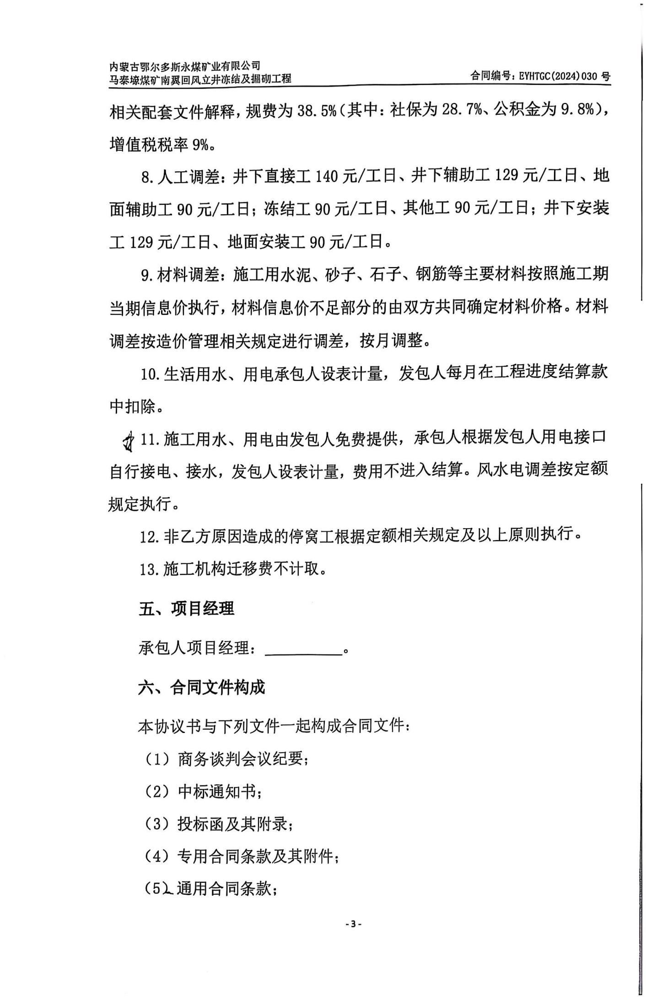 内蒙古鄂尔多斯永煤矿业有限公司
马泰壕煤矿南翼回风立井冻结及掘砌工程
合同编号：EYHTGC(2024)030 号
相关配套文件解释，规费为 38.5%（其中：社保为 28.7%、公积金为 9.8%），
增值税税率 9%。
8. 人工调差：井下直接工 140 元/工日、井下辅助工 129 元/工日、地
面辅助工 90 元/工日；冻结工 90 元/工日、其他工 90 元/工日；井下安装
工 129 元/工日、地面安装工 90 元/工日。
9. 材料调差：施工用水泥、砂子、石子、钢筋等主要材料按照施工期
当期信息价执行，材料信息价不足部分的由双方共同确定材料价格。材料
调差按造价管理相关规定进行调差，按月调整。
10. 生活用水、用电承包人设表计量，发包人每月在工程进度结算款
中扣除。
11. 施工用水、用电由发包人免费提供，承包人根据发包人用电接口
自行接电、接水，发包人设表计量，费用不进入结算。风水电调差按定额
规定执行。
12. 非乙方原因造成的停窝工根据定额相关规定及以上原则执行。
13. 施工机构迁移费不计取。
五、项目经理
承包人项目经理：__________。
六、合同文件构成
本协议书与下列文件一起构成合同文件：
（1）商务谈判会议纪要；
（2）中标通知书；
（3）投标函及其附录；
（4）专用合同条款及其附件；
（5）通用合同条款；
- 3 -